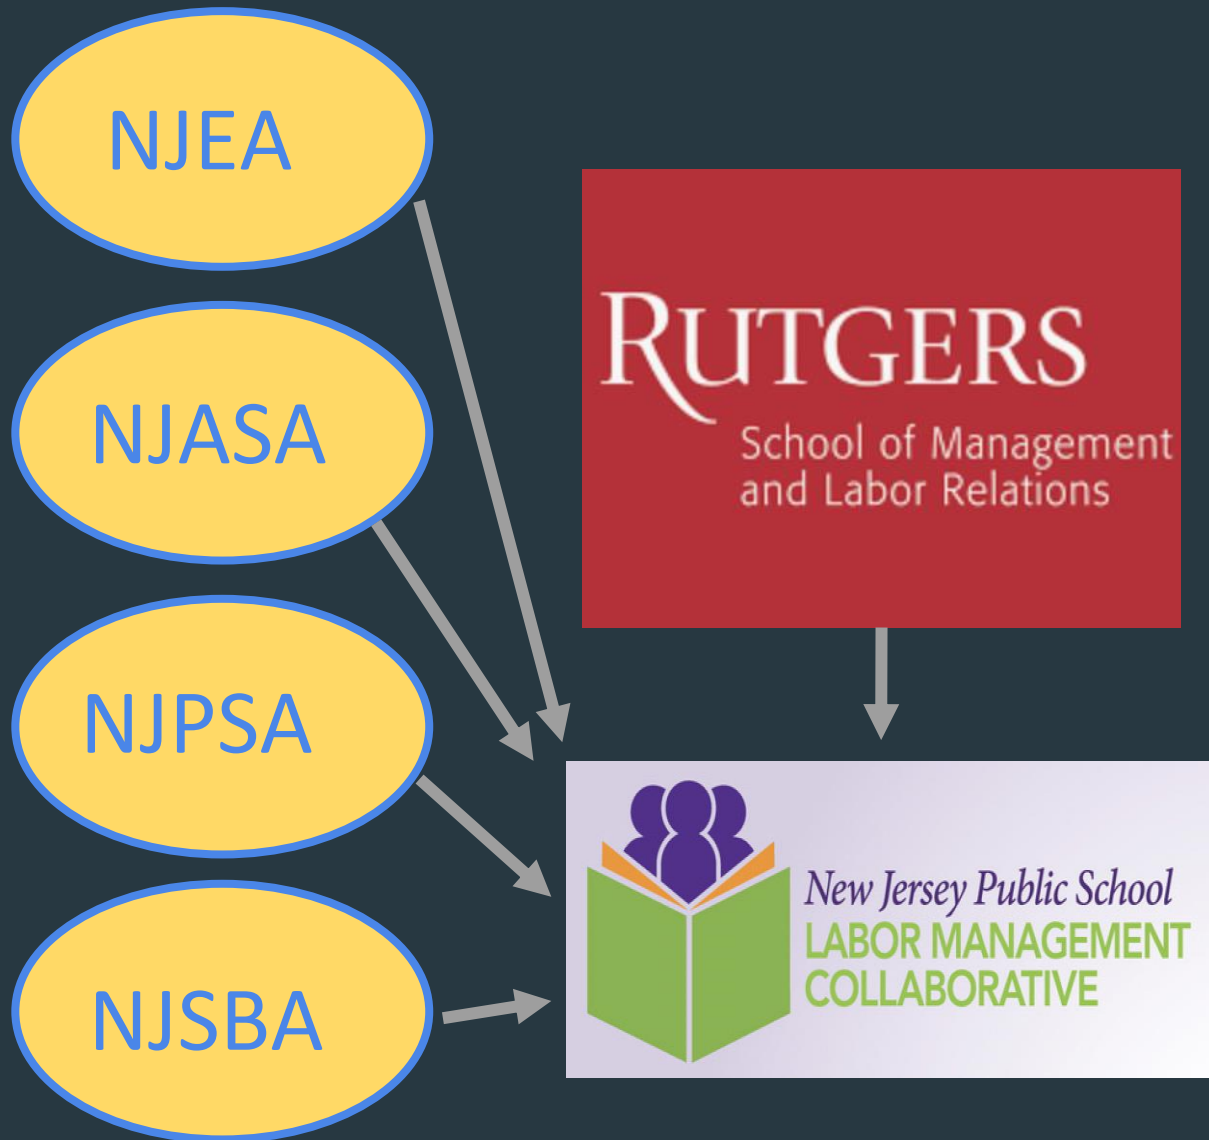 NJEA
NJASA
NJPSA
NJSBA
RUTGERS
School of Management
and Labor Relations
New Jersey Public School
LABOR MANAGEMENT
COLLABORATIVE